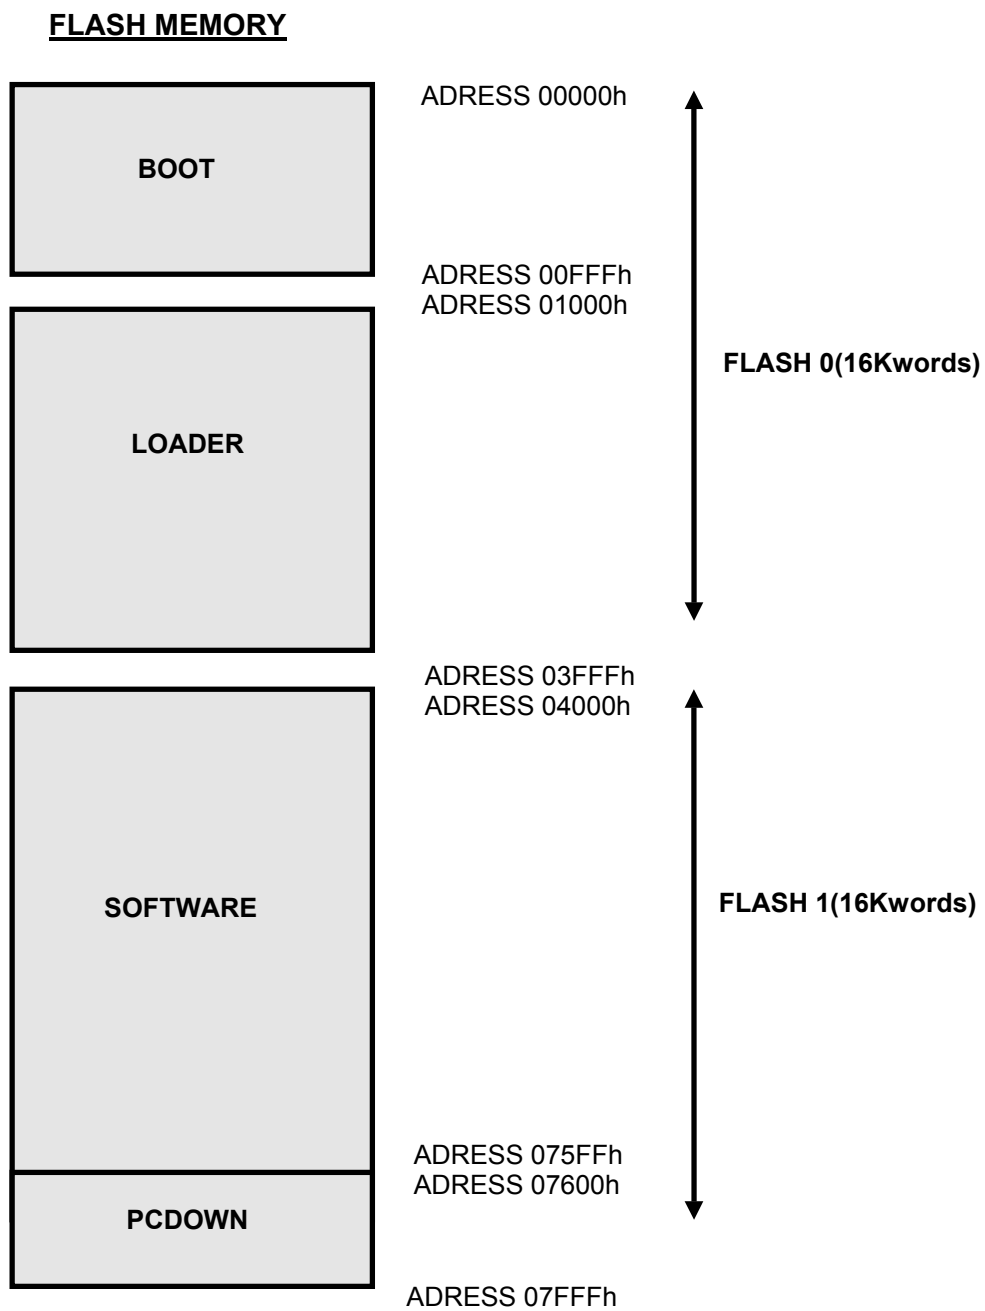 FLASH MEMORY
ADRESS 00000h
BOOT
ADRESS 00FFFh
ADRESS 01000h
FLASH 0(16Kwords)
LOADER
ADRESS 03FFFh
ADRESS 04000h
SOFTWARE
FLASH 1(16Kwords)
ADRESS 075FFh
ADRESS 07600h
PCDOWN
ADRESS 07FFFh